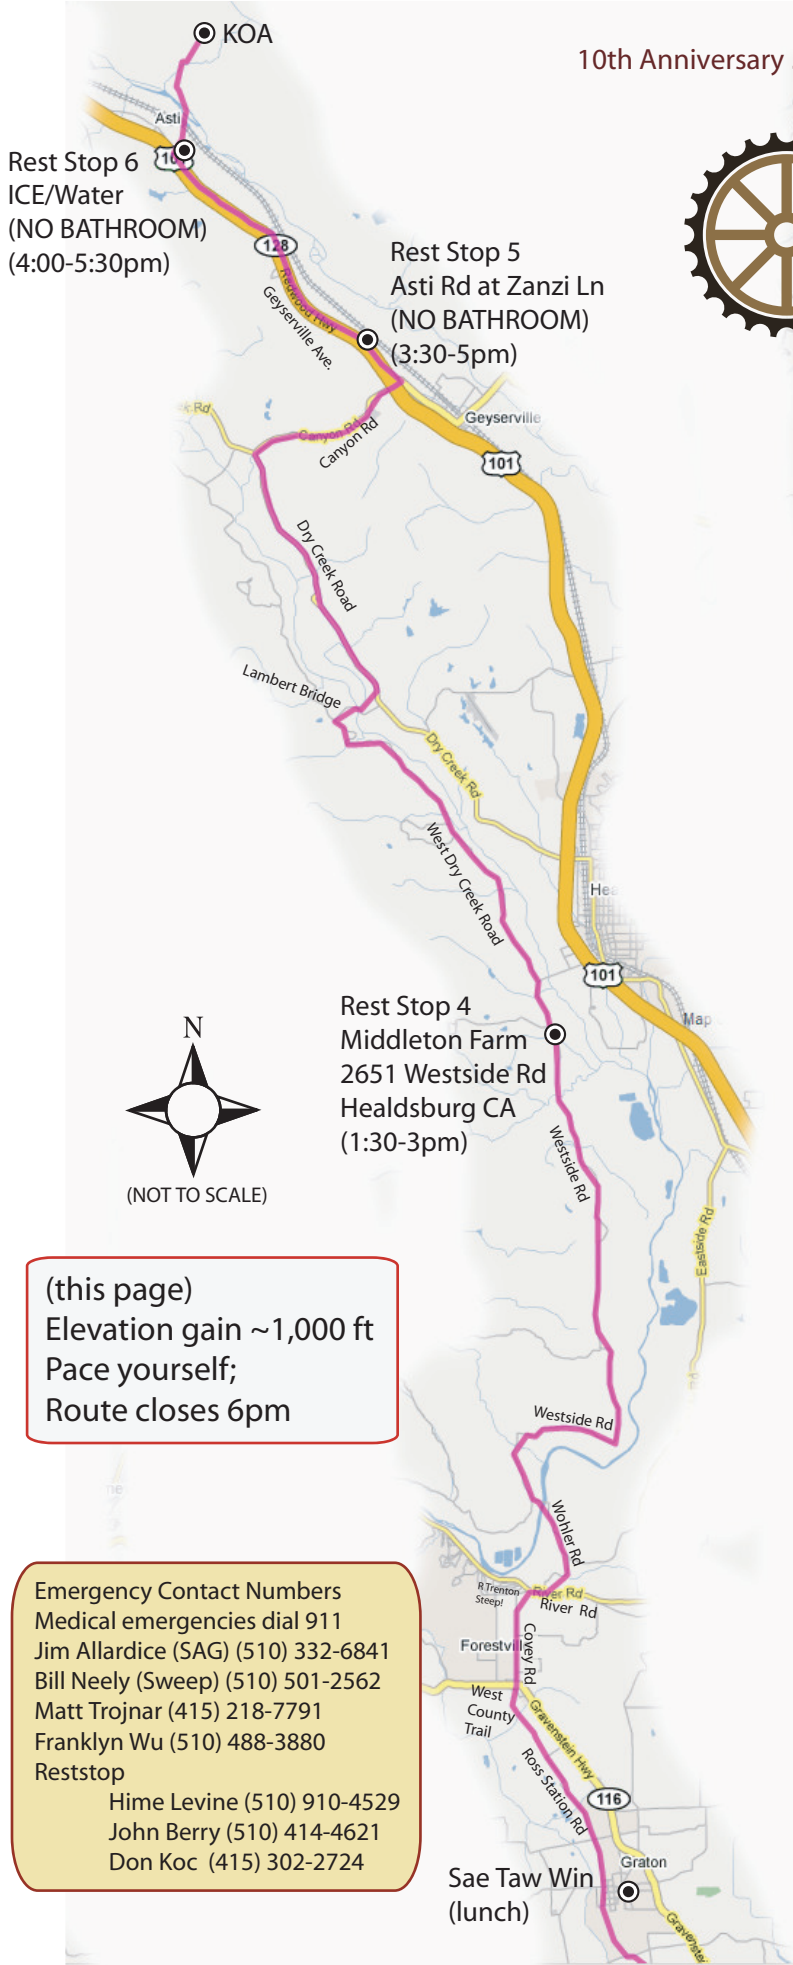 KOA
10th Anniversary
Asti
101
Rest Stop 6
ICE/Water
(NO BATHROOM)
(4:00-5:30pm)
128
Redwood Hwy
Geyserville Ave.
Rest Stop 5
Asti Rd at Zanzi Ln
(NO BATHROOM)
(3:30-5pm)
Geyserville
ek Rd
Canyon Rd
Canyon Rd
101
Dry Creek Road
Lambert Bridge
Dry Creek Rd
West Dry Creek Road
Hea
101
Map
Rest Stop 4
Middleton Farm
2651 Westside Rd
Healdsburg CA
(1:30-3pm)
N
(NOT TO SCALE)
Westside Rd
Eastside Rd
(this page)
Elevation gain ~1,000 ft
Pace yourself;
Route closes 6pm
Westside Rd
Wohler Rd
R Trenton
Steep!
River Rd
River Rd
Covey Rd
Forestvill
West
County
Trail
Gravenstein Hwy
Ross Station Rd
116
Emergency Contact Numbers
Medical emergencies dial 911
Jim Allardice (SAG) (510) 332-6841
Bill Neely (Sweep) (510) 501-2562
Matt Trojnar (415) 218-7791
Franklyn Wu (510) 488-3880
Reststop
Hime Levine (510) 910-4529
John Berry (510) 414-4621
Don Koc (415) 302-2724
Graton
Sae Taw Win
(lunch)
Gravenste